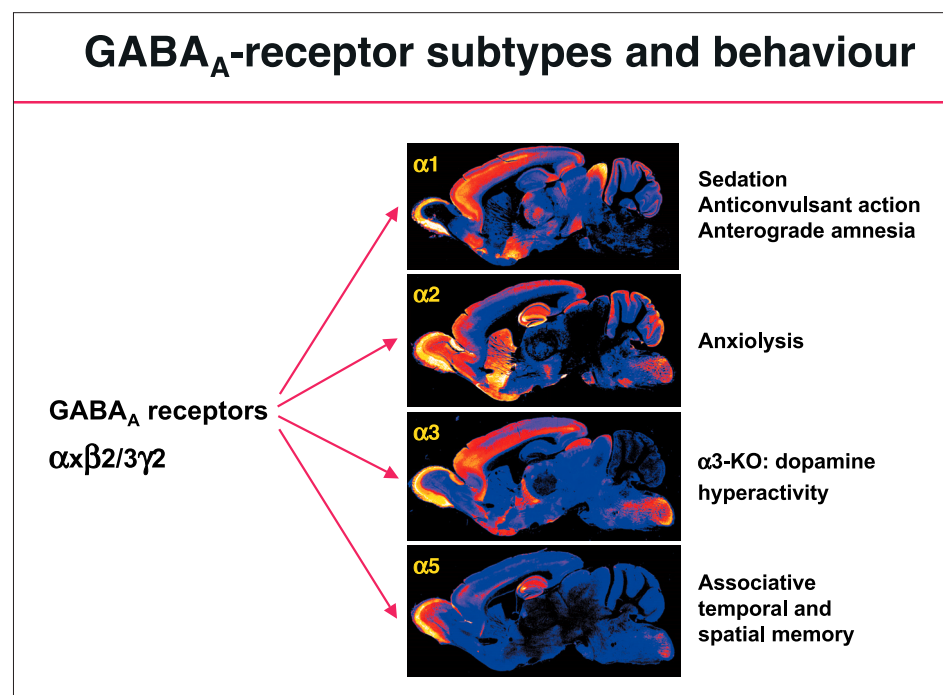 GABAA-receptor subtypes and behaviour
α1
Sedation
Anticonvulsant action
Anterograde amnesia
α2
Anxiolysis
GABAA receptors
αxβ2/3γ2
α3
α3-KO: dopamine
hyperactivity
α5
Associative
temporal and
spatial memory